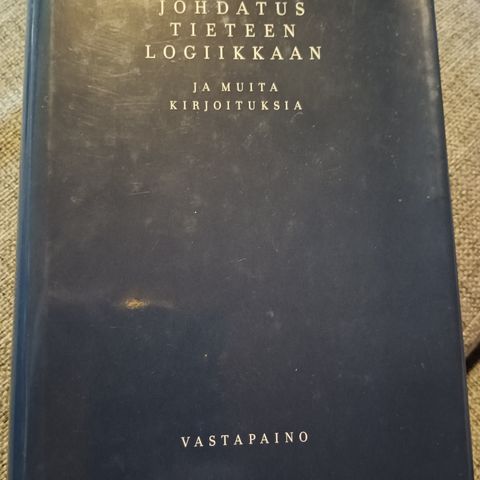 JOHDATUS
TIETEEN
LOGIIKKAAN
JA MUITA
KIRJOITUKSIA
VASTAPAINO